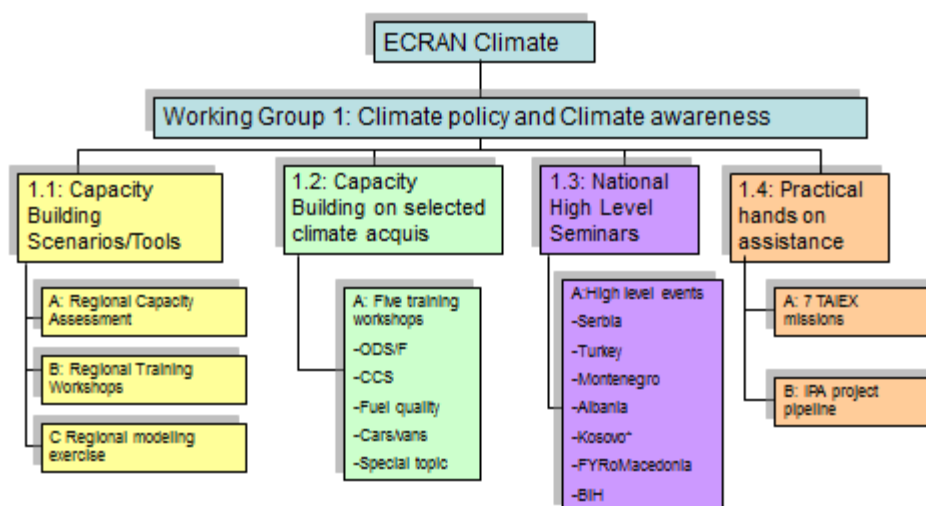 ECRAN Climate
Working Group 1: Climate policy and Climate awareness
1.1: Capacity
Building
Scenarios/Tools
A: Regional Capacity
Assessment
B: Regional Training
Workshops
C Regional modeling
exercise
1.2: Capacity
Building on selected
climate acquis
A: Five training
workshops
-ODS/F
-CCS
-Fuel quality
-Cars/vans
-Special topic
1.3: National
High Level
Seminars
A:High level events
-Serbia
-Turkey
-Montenegro
-Albania
-Kosovo*
-FYRoMacedonia
-BIH
1.4: Practical
hands on
assistance
A: 7 TAIEX
missions
B: IPA project
pipeline